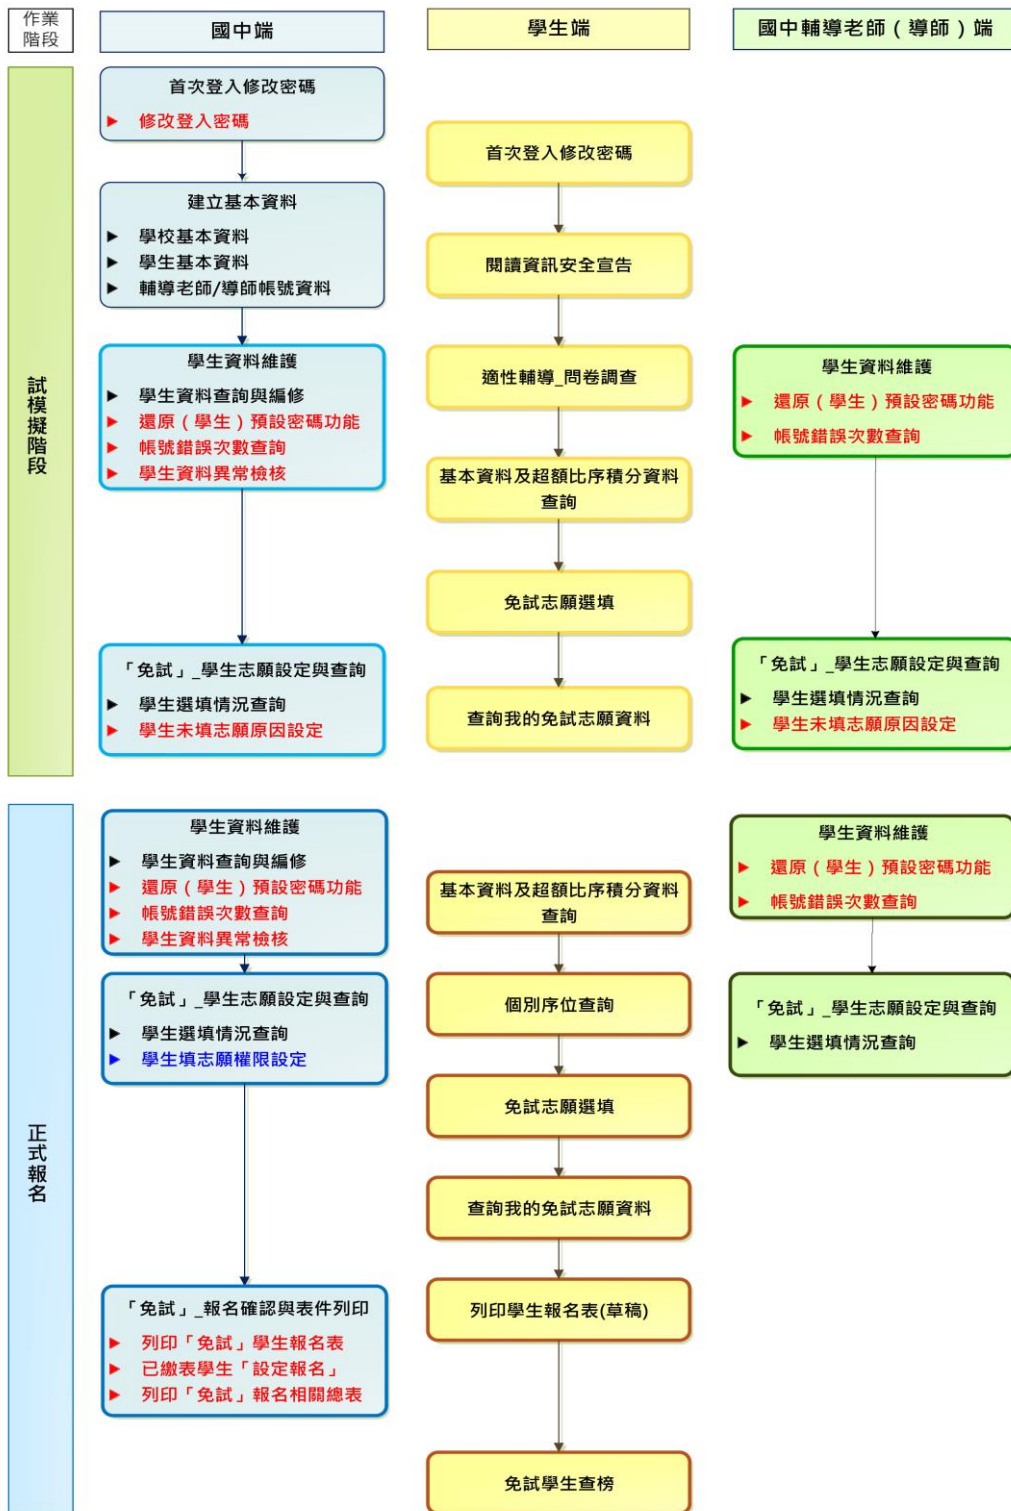 作業
階段
國中端
學生端
國中輔導老師（導師）端
試模擬階段
首次登入修改密碼
修改登入密碼
建立基本資料
學校基本資料
學生基本資料
輔導老師/導師帳號資料
學生資料維護
學生資料查詢與編修
還原（學生）預設密碼功能
帳號錯誤次數查詢
學生資料異常檢核
「免試」_學生志願設定與查詢
學生選填情況查詢
學生未填志願原因設定
首次登入修改密碼
閱讀資訊安全宣告
適性輔導_問卷調查
基本資料及超額比序積分資料
查詢
免試志願選填
查詢我的免試志願資料
學生資料維護
還原（學生）預設密碼功能
帳號錯誤次數查詢
「免試」_學生志願設定與查詢
學生選填情況查詢
學生未填志願原因設定
正式報名
學生資料維護
學生資料查詢與編修
還原（學生）預設密碼功能
帳號錯誤次數查詢
學生資料異常檢核
「免試」_學生志願設定與查詢
學生選填情況查詢
學生填志願權限設定
「免試」_報名確認與表件列印
列印「免試」學生報名表
已繳表學生「設定報名」
列印「免試」報名相關總表
基本資料及超額比序積分資料
查詢
個別序位查詢
免試志願選填
查詢我的免試志願資料
列印學生報名表(草稿)
免試學生查榜
學生資料維護
還原（學生）預設密碼功能
帳號錯誤次數查詢
「免試」_學生志願設定與查詢
學生選填情況查詢